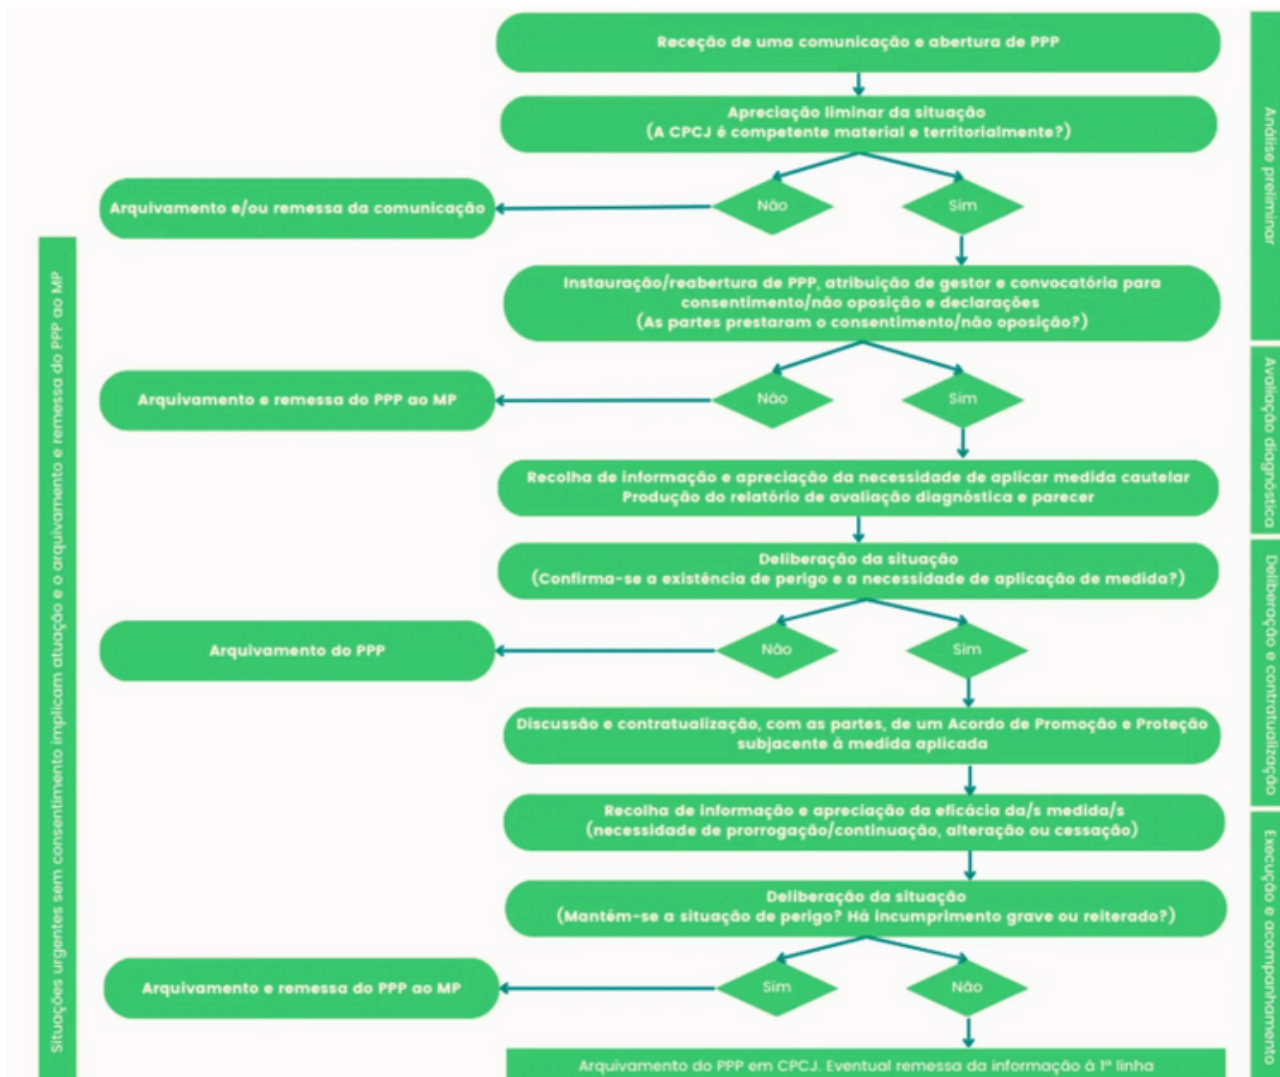 Receção de uma comunicação e abertura de PPP
Apreciação liminar da situação
(A CPCJ é competente material e territorialmente?)
Não
Sim
Arquivamento e/ou remessa da comunicação
Instauração/reabertura de PPP, atribuição de gestor e convocatória para
consentimento/não oposição e declarações
(As partes prestaram o consentimento/não oposição?)
Não
Sim
Arquivamento e remessa do PPP ao MP
Recolha de informação e apreciação da necessidade de aplicar medida cautelar
Produção do relatório de avaliação diagnóstica e parecer
Deliberação da situação
(Confirma-se a existência de perigo e a necessidade de aplicação de medida?)
Não
Sim
Arquivamento do PPP
Discussão e contratualização, com as partes, de um Acordo de Promoção e Proteção
subjacente à medida aplicada
Recolha de informação e apreciação da eficácia da/s medida/s
(necessidade de prorrogação/continuação, alteração ou cessação)
Deliberação da situação
(Mantém-se a situação de perigo? Há incumprimento grave ou reiterado?)
Sim
Não
Arquivamento e remessa do PPP ao MP
Arquivamento do PPP em CPCJ. Eventual remessa da informação à 1ª linha
Situações urgentes sem consentimento implicam atuação e o arquivamento e remessa do PPP ao MP
Análise preliminar
Avaliação diagnóstica
Deliberação e contratualização
Execução e acompanhamento